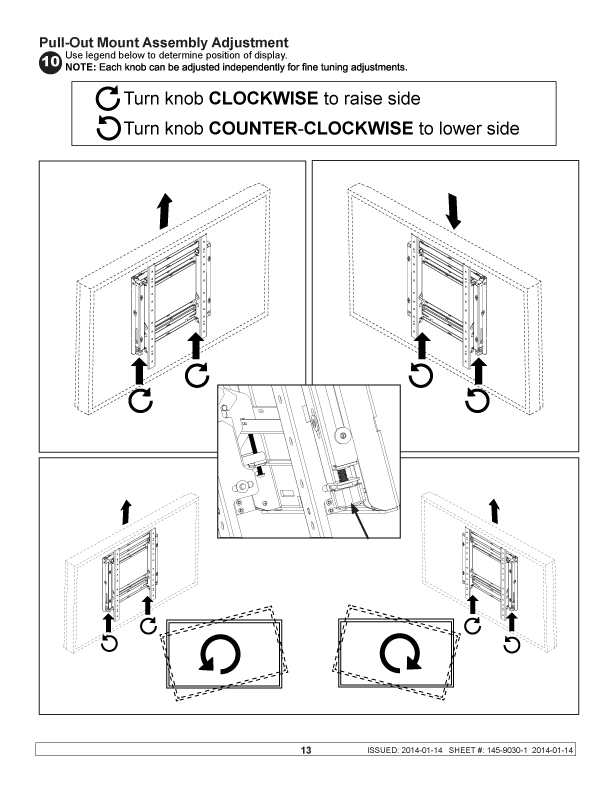 Pull-Out Mount Assembly Adjustment
10 Use legend below to determine position of display.
NOTE: Each knob can be adjusted independently for fine tuning adjustments.
Turn knob CLOCKWISE to raise side
Turn knob COUNTER-CLOCKWISE to lower side
13 ISSUED: 2014-01-14 SHEET #: 145-9030-1 2014-01-14